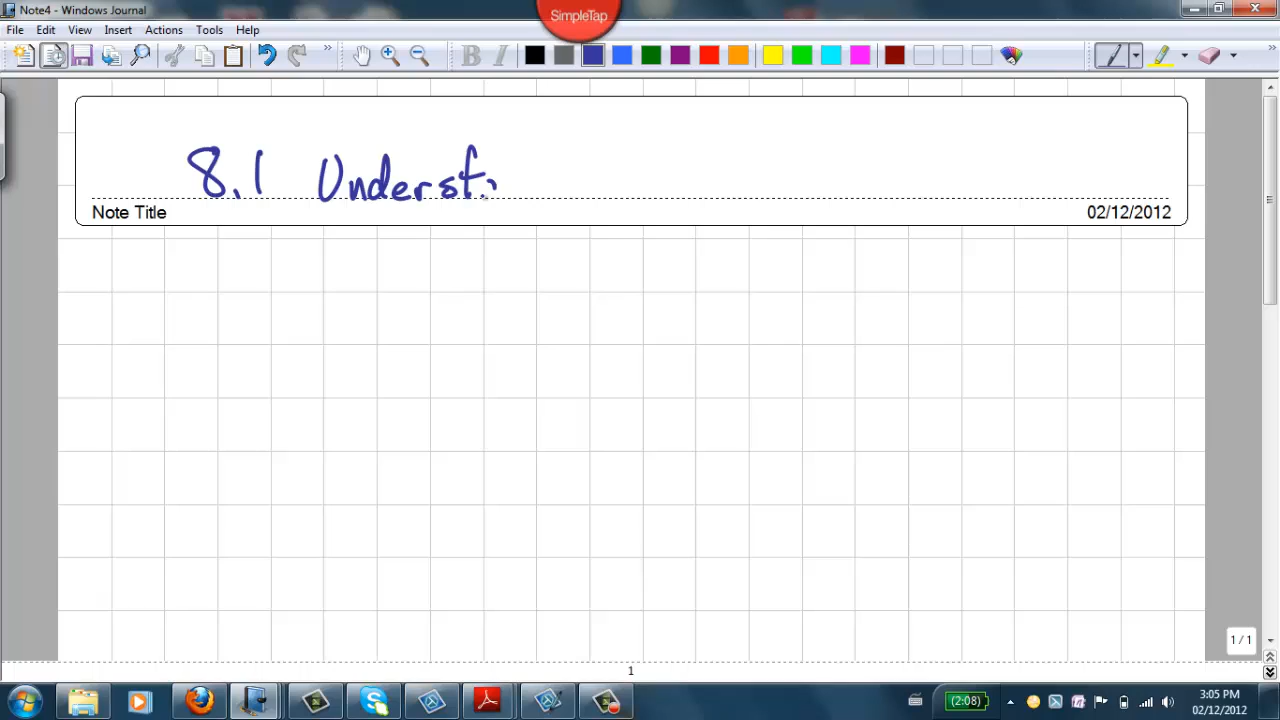 Note4 - Windows Journal
SimpleTap
File Edit View Insert Actions Tools Help
B I
8.1 Underst
Note Title 02/12/2012
1 / 1
1
(2:08) 3:05 PM
02/12/2012